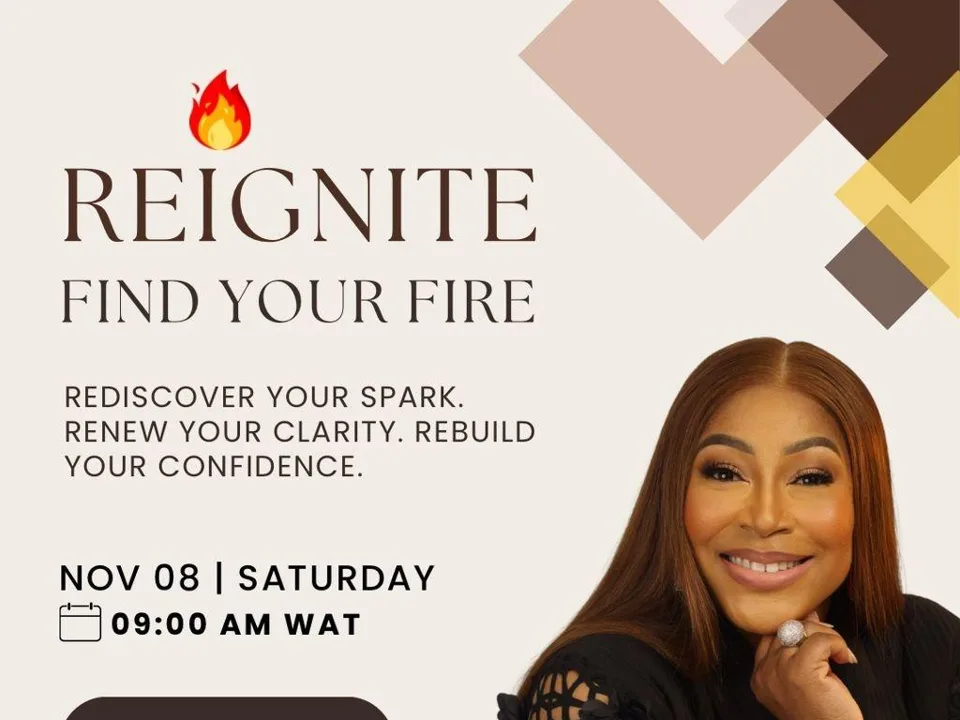 REIGNITE
FIND YOUR FIRE
REDISCOVER YOUR SPARK.
RENEW YOUR CLARITY. REBUILD
YOUR CONFIDENCE.
NOV 08 | SATURDAY
09:00 AM WAT